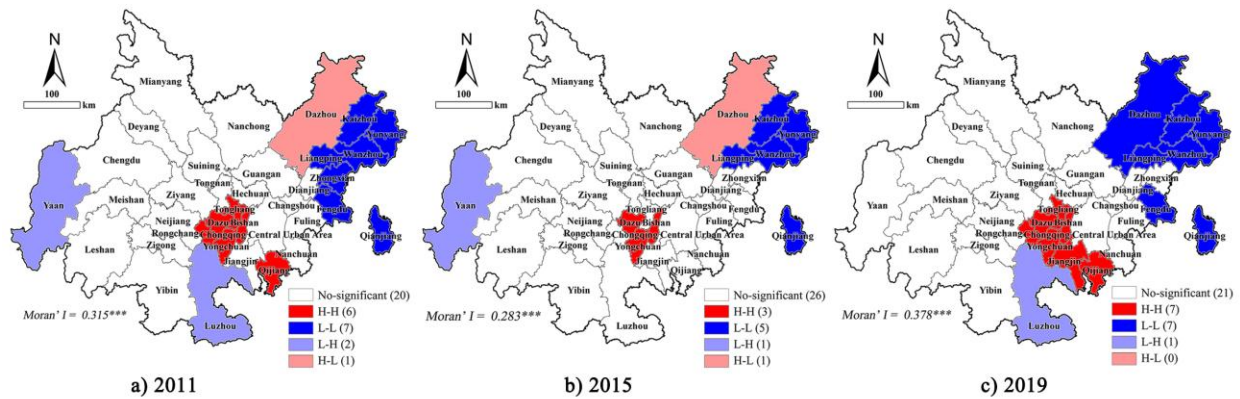 N
100
km
Mianyang
Dazhou
Kaizhou
Yunyang
Wanzhou
Liangping
Zhongxian
Fengdu
Qianjiang
Deyang
Nanchong
Chengdu
Suining
Guangan
Tongnan
Hechuan
Dianjiang
Yaan
Meishan
Ziyang
Tongliang
Changshou
Fuling
Neijiang
Dazu
Bishan
Rongchang
Chongqing
Central Urban Area
Leshan
Zigong
Yongchuan
Jiangjin
Nanchuan
Qijiang
Yibin
Luzhou
Moran' I = 0.315***
No-significant (20)
H-H (6)
L-L (7)
L-H (2)
H-L (1)
a) 2011
N
100
km
Mianyang
Dazhou
Kaizhou
Yunyang
Wanzhou
Liangping
Zhongxian
Fengdu
Qianjiang
Deyang
Nanchong
Chengdu
Suining
Guangan
Tongnan
Hechuan
Dianjiang
Yaan
Meishan
Ziyang
Tongliang
Changshou
Fuling
Neijiang
Dazu
Bishan
Rongchang
Chongqing
Central Urban Area
Leshan
Zigong
Yongchuan
Jiangjin
Nanchuan
Qijiang
Yibin
Luzhou
Moran' I = 0.283***
No-significant (26)
H-H (3)
L-L (5)
L-H (1)
H-L (1)
b) 2015
N
100
km
Mianyang
Dazhou
Kaizhou
Yunyang
Wanzhou
Liangping
Zhongxian
Fengdu
Qianjiang
Deyang
Nanchong
Chengdu
Suining
Guangan
Tongnan
Hechuan
Dianjiang
Yaan
Meishan
Ziyang
Tongliang
Changshou
Fuling
Neijiang
Dazu
Bishan
Rongchang
Chongqing
Central Urban Area
Leshan
Zigong
Yongchuan
Jiangjin
Nanchuan
Qijiang
Yibin
Luzhou
Moran' I = 0.378***
No-significant (21)
H-H (7)
L-L (7)
L-H (1)
H-L (0)
c) 2019